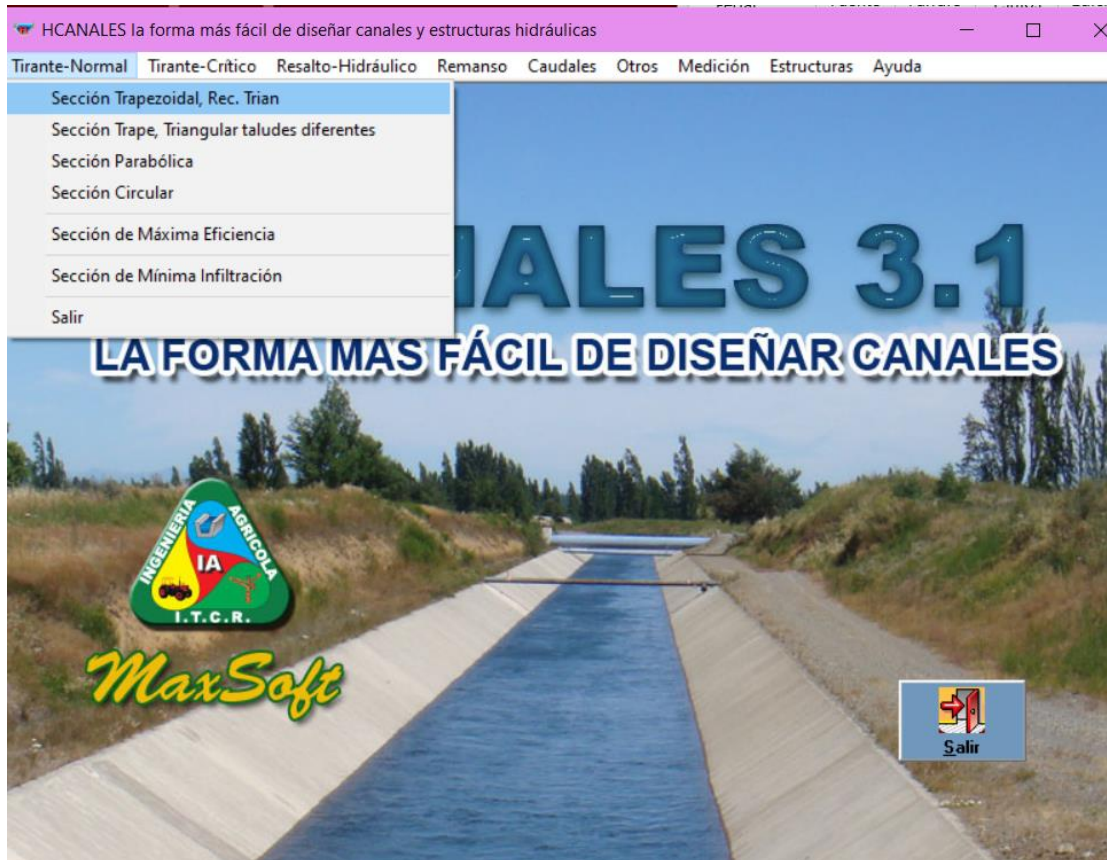 HCANALES la forma más fácil de diseñar canales y estructuras hidráulicas
Tirante-Normal Tirante-Crítico Resalto-Hidráulico Remanso Caudales Otros Medición Estructuras Ayuda
Sección Trapezoidal, Rec. Trian
Sección Trape, Triangular taludes diferentes
Sección Parabólica
Sección Circular
Sección de Máxima Eficiencia
Sección de Mínima Infiltración
Salir
NALES 3.1
LA FORMA MAS FÁCIL DE DISEÑAR CANALES
INGENIERIA AGRICOLA
IA
I.T.C.R.
MaxSoft
Salir